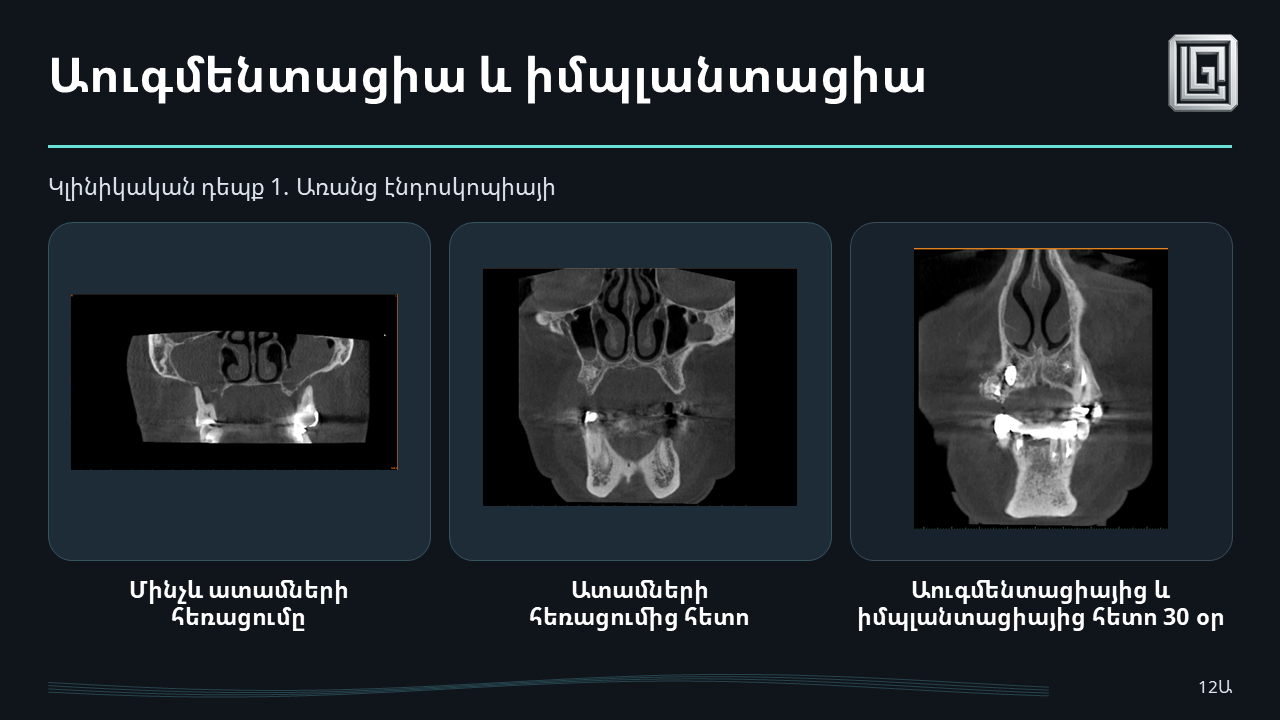 Աուգմենտացիա և իմպլանտացիա
Կլինիկական դեպք 1. Առանց էնդոսկոպիայի
Մինչև ատամների
հեռացումը
Ատամների
հեռացումից հետո
Աուգմենտացիայից և
իմպլանտացիայից հետո 30 օր
12Ա